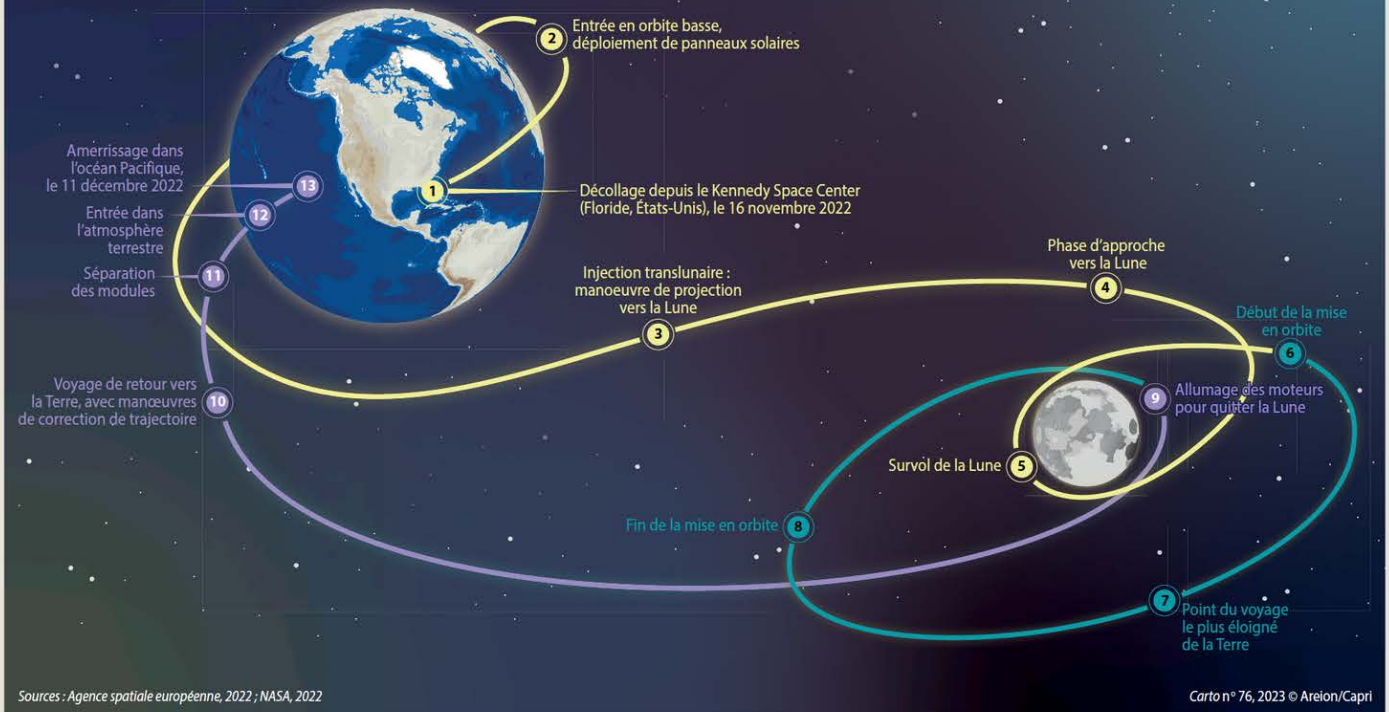 1
Décollage depuis le Kennedy Space Center
(Floride, États-Unis), le 16 novembre 2022
2
Entrée en orbite basse,
déploiement de panneaux solaires
3
Injection translunaire :
manoeuvre de projection
vers la Lune
4
Phase d'approche
vers la Lune
5
Survol de la Lune
6
Début de la mise
en orbite
7
Point du voyage
le plus éloigné
de la Terre
8
Fin de la mise en orbite
9
Allumage des moteurs
pour quitter la Lune
10
Voyage de retour vers
la Terre, avec manœuvres
de correction de trajectoire
11
Séparation
des modules
12
Entrée dans
l'atmosphère
terrestre
13
Amerrissage dans
l'océan Pacifique,
le 11 décembre 2022
Sources : Agence spatiale européenne, 2022 ; NASA, 2022
Carto n° 76, 2023 © Areion/Capri